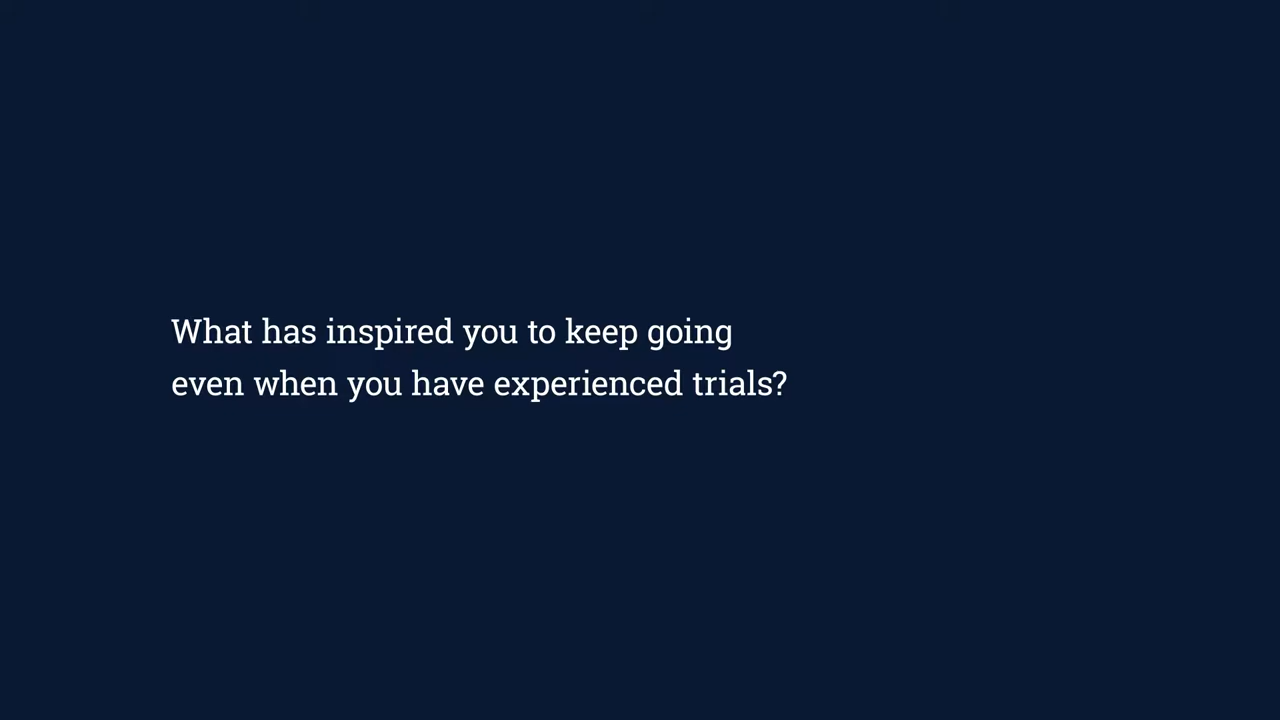 What has inspired you to keep going
even when you have experienced trials?